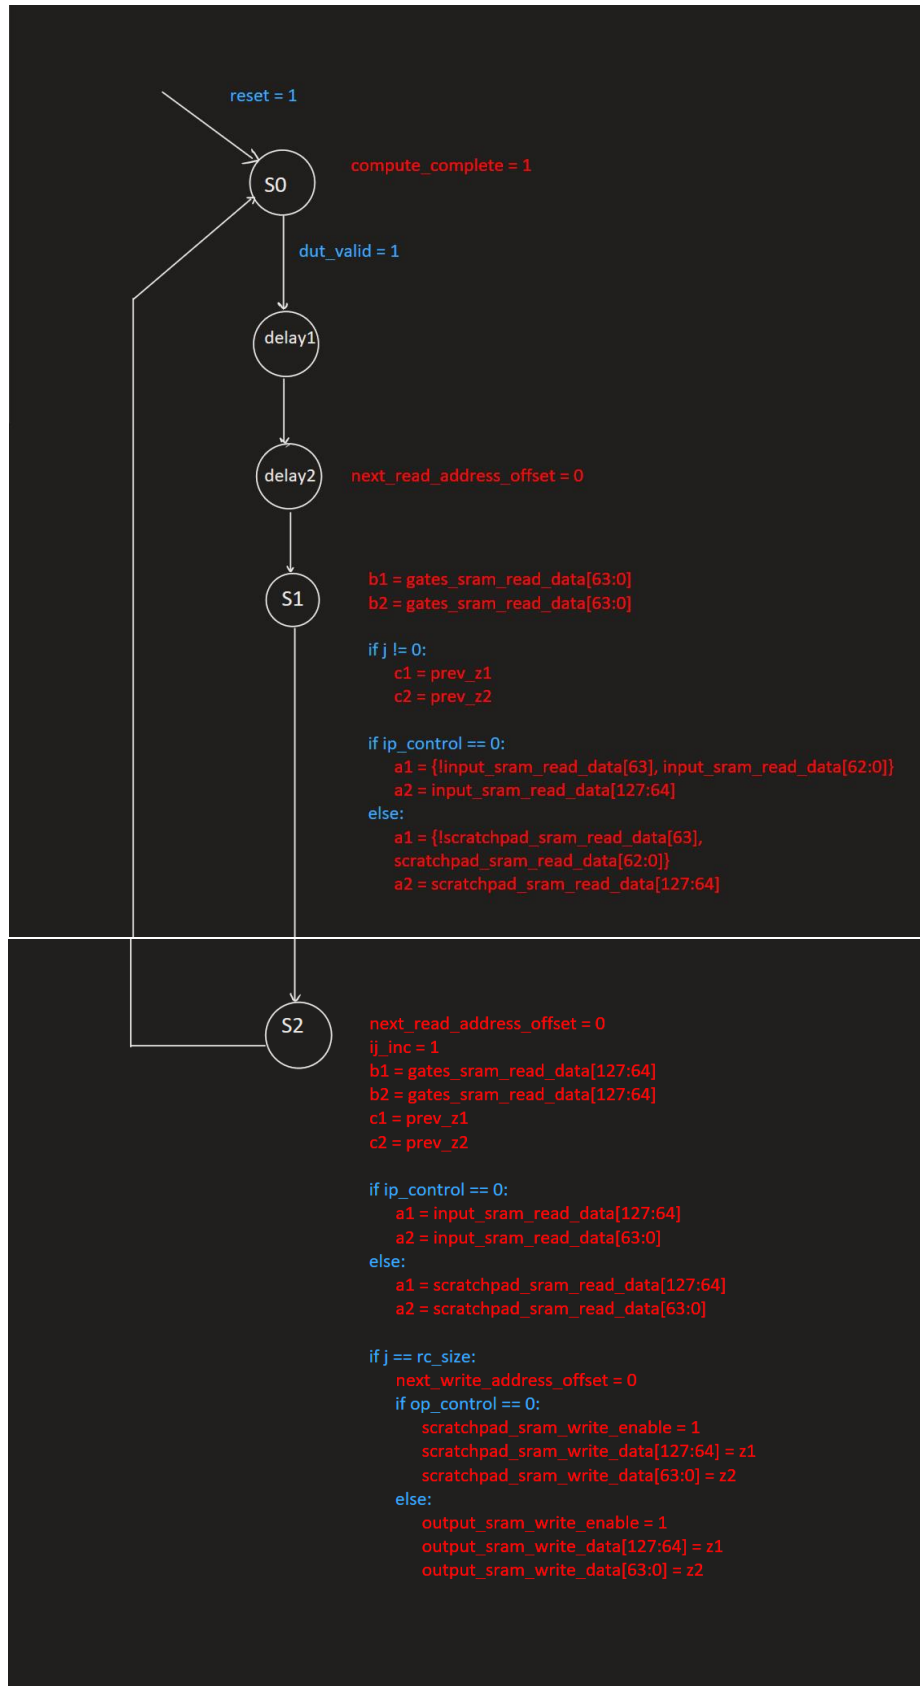 reset = 1
S0
compute_complete = 1
dut_valid = 1
delay1
delay2
next_read_address_offset = 0
S1
b1 = gates_sram_read_data[63:0]
b2 = gates_sram_read_data[63:0]
if j != 0:
c1 = prev_z1
c2 = prev_z2
if ip_control == 0:
a1 = {!input_sram_read_data[63], input_sram_read_data[62:0]}
a2 = input_sram_read_data[127:64]
else:
a1 = {!scratchpad_sram_read_data[63],
scratchpad_sram_read_data[62:0]}
a2 = scratchpad_sram_read_data[127:64]
S2
next_read_address_offset = 0
ij_inc = 1
b1 = gates_sram_read_data[127:64]
b2 = gates_sram_read_data[127:64]
c1 = prev_z1
c2 = prev_z2
if ip_control == 0:
a1 = input_sram_read_data[127:64]
a2 = input_sram_read_data[63:0]
else:
a1 = scratchpad_sram_read_data[127:64]
a2 = scratchpad_sram_read_data[63:0]
if j == rc_size:
next_write_address_offset = 0
if op_control == 0:
scratchpad_sram_write_enable = 1
scratchpad_sram_write_data[127:64] = z1
scratchpad_sram_write_data[63:0] = z2
else:
output_sram_write_enable = 1
output_sram_write_data[127:64] = z1
output_sram_write_data[63:0] = z2